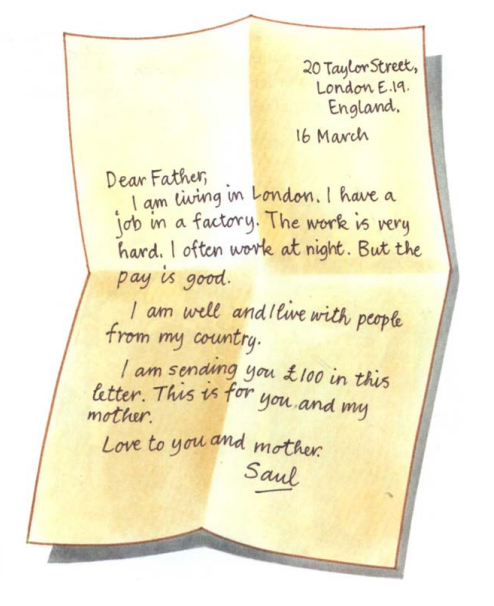 20 Taylor Street,
London E.19.
England.
16 March
Dear Father,
I am living in London. I have a
job in a factory. The work is very
hard. I often work at night. But the
pay is good.
I am well and I live with people
from my country.
I am sending you £100 in this
letter. This is for you and my
mother.
Love to you and mother.
Saul